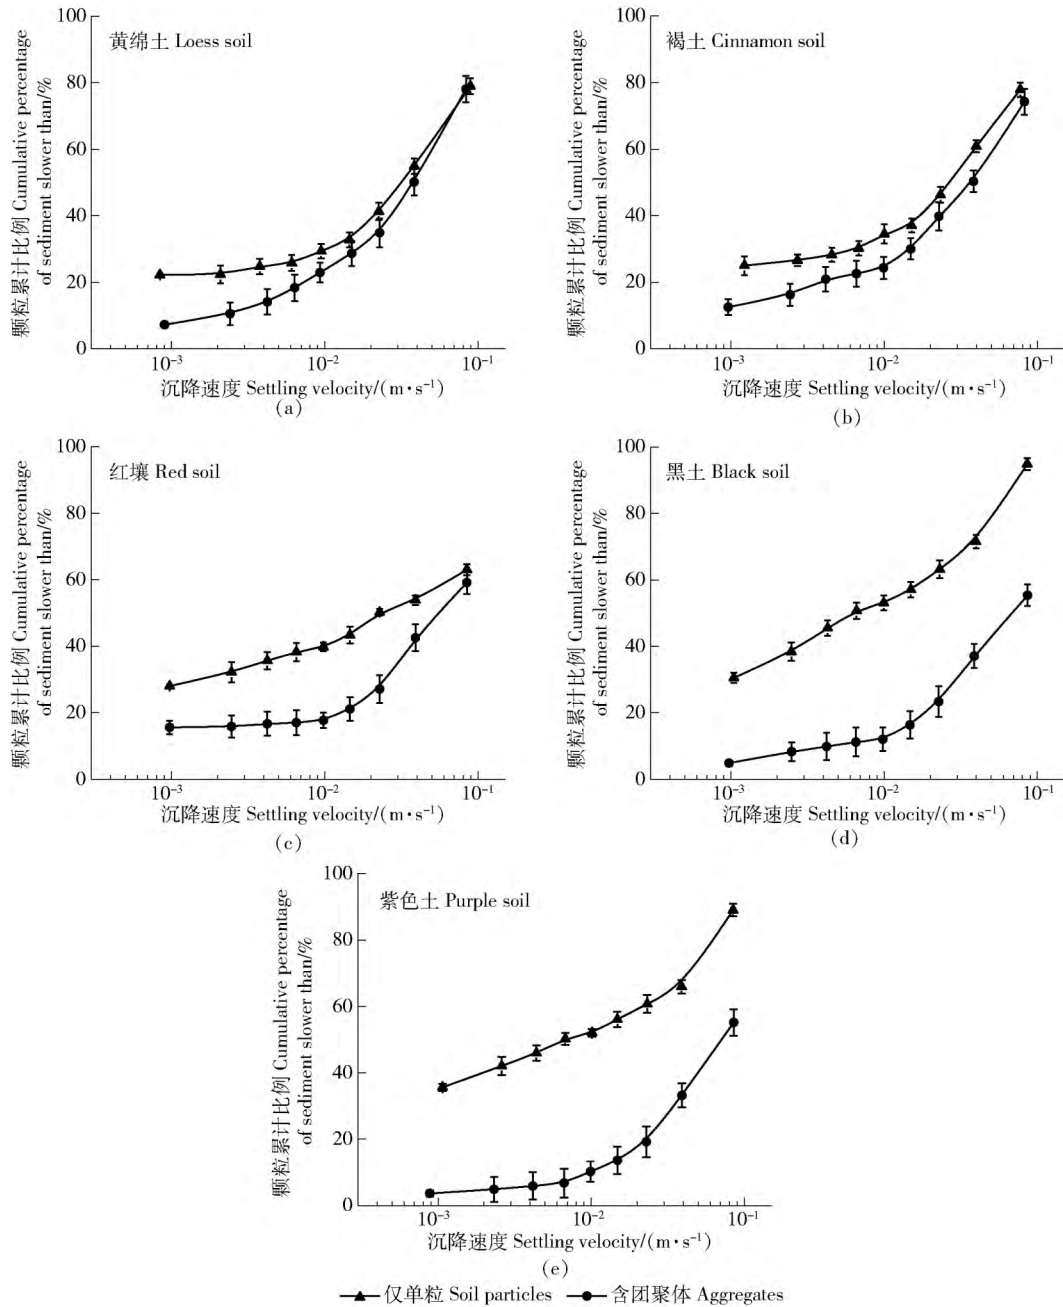 黄绵土 Loess soil
颗粒累计比例 Cumulative percentage
of sediment slower than/%
100
80
60
40
20
0
10⁻³
10⁻²
10⁻¹
沉降速度 Settling velocity/(m·s⁻¹)
(a)
褐土 Cinnamon soil
颗粒累计比例 Cumulative percentage
of sediment slower than/%
100
80
60
40
20
0
10⁻³
10⁻²
10⁻¹
沉降速度 Settling velocity/(m·s⁻¹)
(b)
红壤 Red soil
颗粒累计比例 Cumulative percentage
of sediment slower than/%
100
80
60
40
20
0
10⁻³
10⁻²
10⁻¹
沉降速度 Settling velocity/(m·s⁻¹)
(c)
黑土 Black soil
颗粒累计比例 Cumulative percentage
of sediment slower than/%
100
80
60
40
20
0
10⁻³
10⁻²
10⁻¹
沉降速度 Settling velocity/(m·s⁻¹)
(d)
紫色土 Purple soil
颗粒累计比例 Cumulative percentage
of sediment slower than/%
100
80
60
40
20
0
10⁻³
10⁻²
10⁻¹
沉降速度 Settling velocity/(m·s⁻¹)
(e)
仅单粒 Soil particles 含团聚体 Aggregates